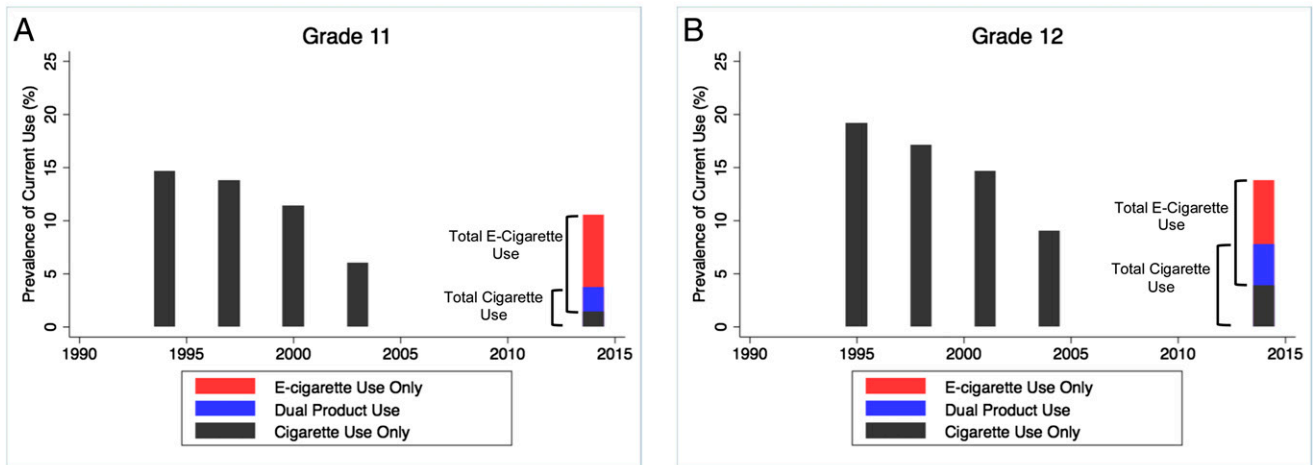 A
Grade 11
Prevalence of Current Use (%)
25
20
15
10
5
0
Total E-Cigarette
Use
Total Cigarette
Use
1990
1995
2000
2005
2010
2015
E-cigarette Use Only
Dual Product Use
Cigarette Use Only
B
Grade 12
Prevalence of Current Use (%)
25
20
15
10
5
0
Total E-Cigarette
Use
Total Cigarette
Use
1990
1995
2000
2005
2010
2015
E-cigarette Use Only
Dual Product Use
Cigarette Use Only